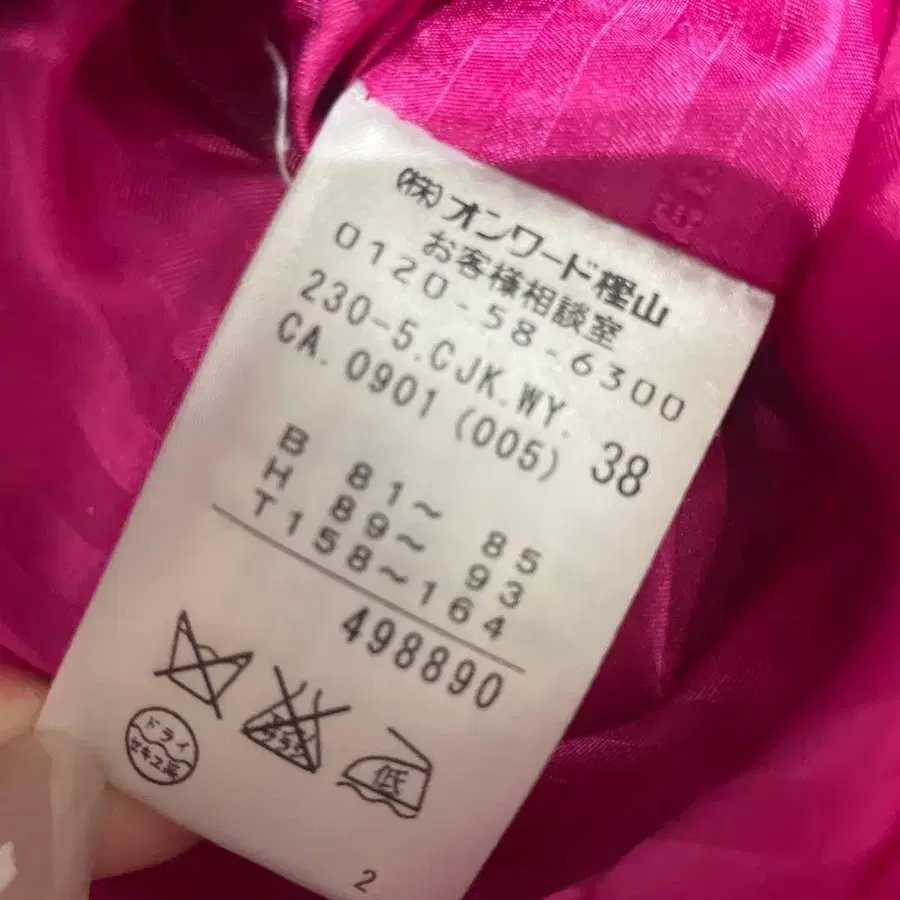 (株)オンワード樫山
お客様相談室
0120-58-6300
230-5.CJK.WY.
CA.0901 (005) 38
B 81～ 85
H 89～ 93
T158～164
498890
低
ドライ
セキユ系
2